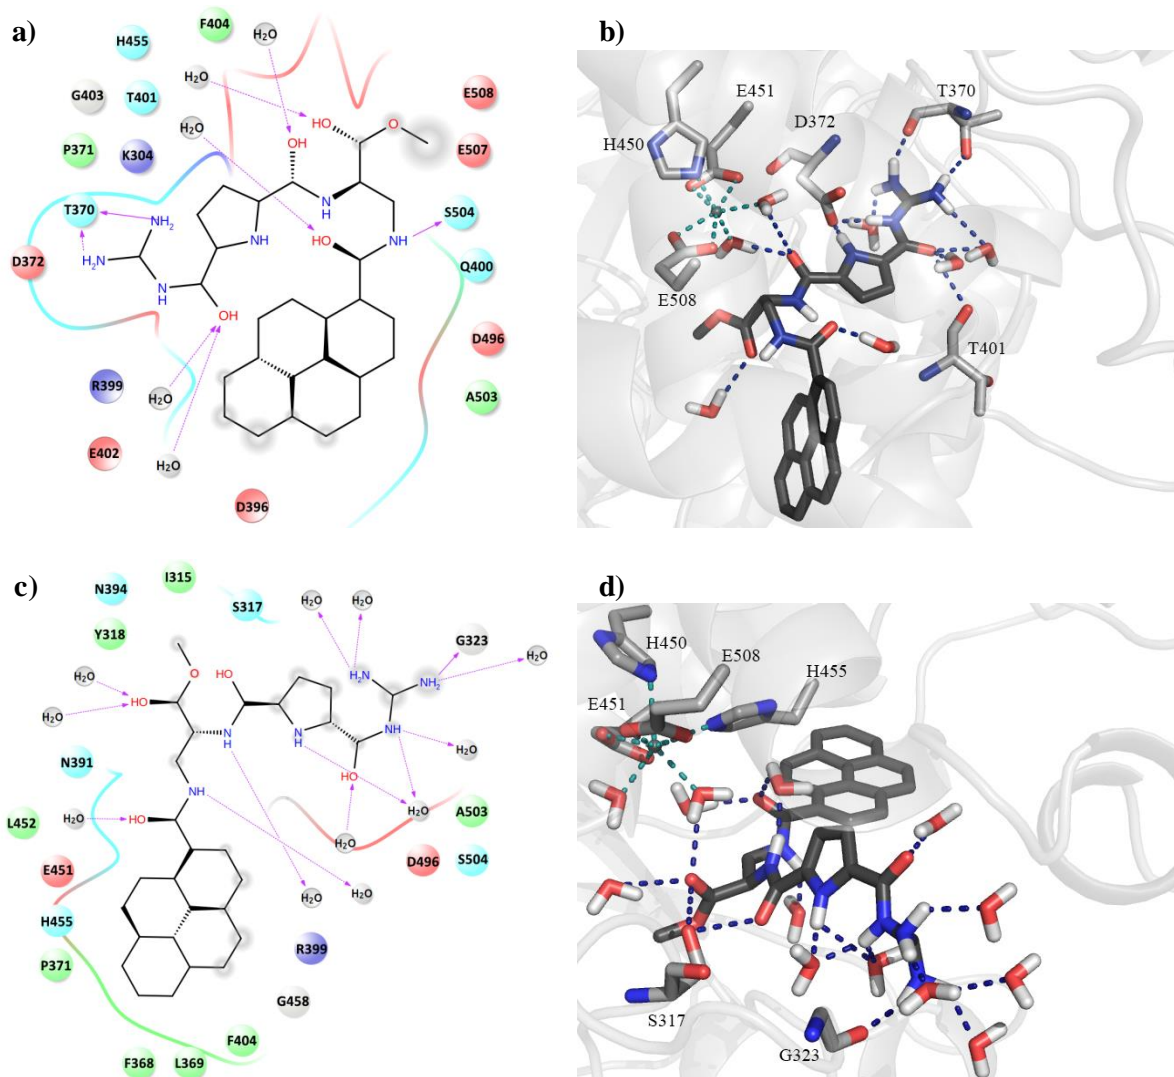 a)
F404
H₂O
H455
H₂O
G403
T401
E508
HO
O
OH
H₂O
P371
K304
E507
N
H
T370
NH₂
HO
NH
S504
NH
H₂N
D372
Q400
NH
OH
D496
R399
H₂O
A503
E402
H₂O
D396
b)
E451
T370
D372
H450
E508
T401
c)
I315
N394
S317
H₂O
H₂O
Y318
G323
H₂O
H₂O
O
HO
H₂N
NH₂
HO
H₂O
NH
NH
H₂O
N
H
N391
HO
NH
H₂O
A503
L452
H₂O
HO
H₂O
E451
D496
S504
H₂O
H₂O
H455
R399
P371
G458
F404
F368
L369
d)
H450
E508
H455
E451
S317
G323